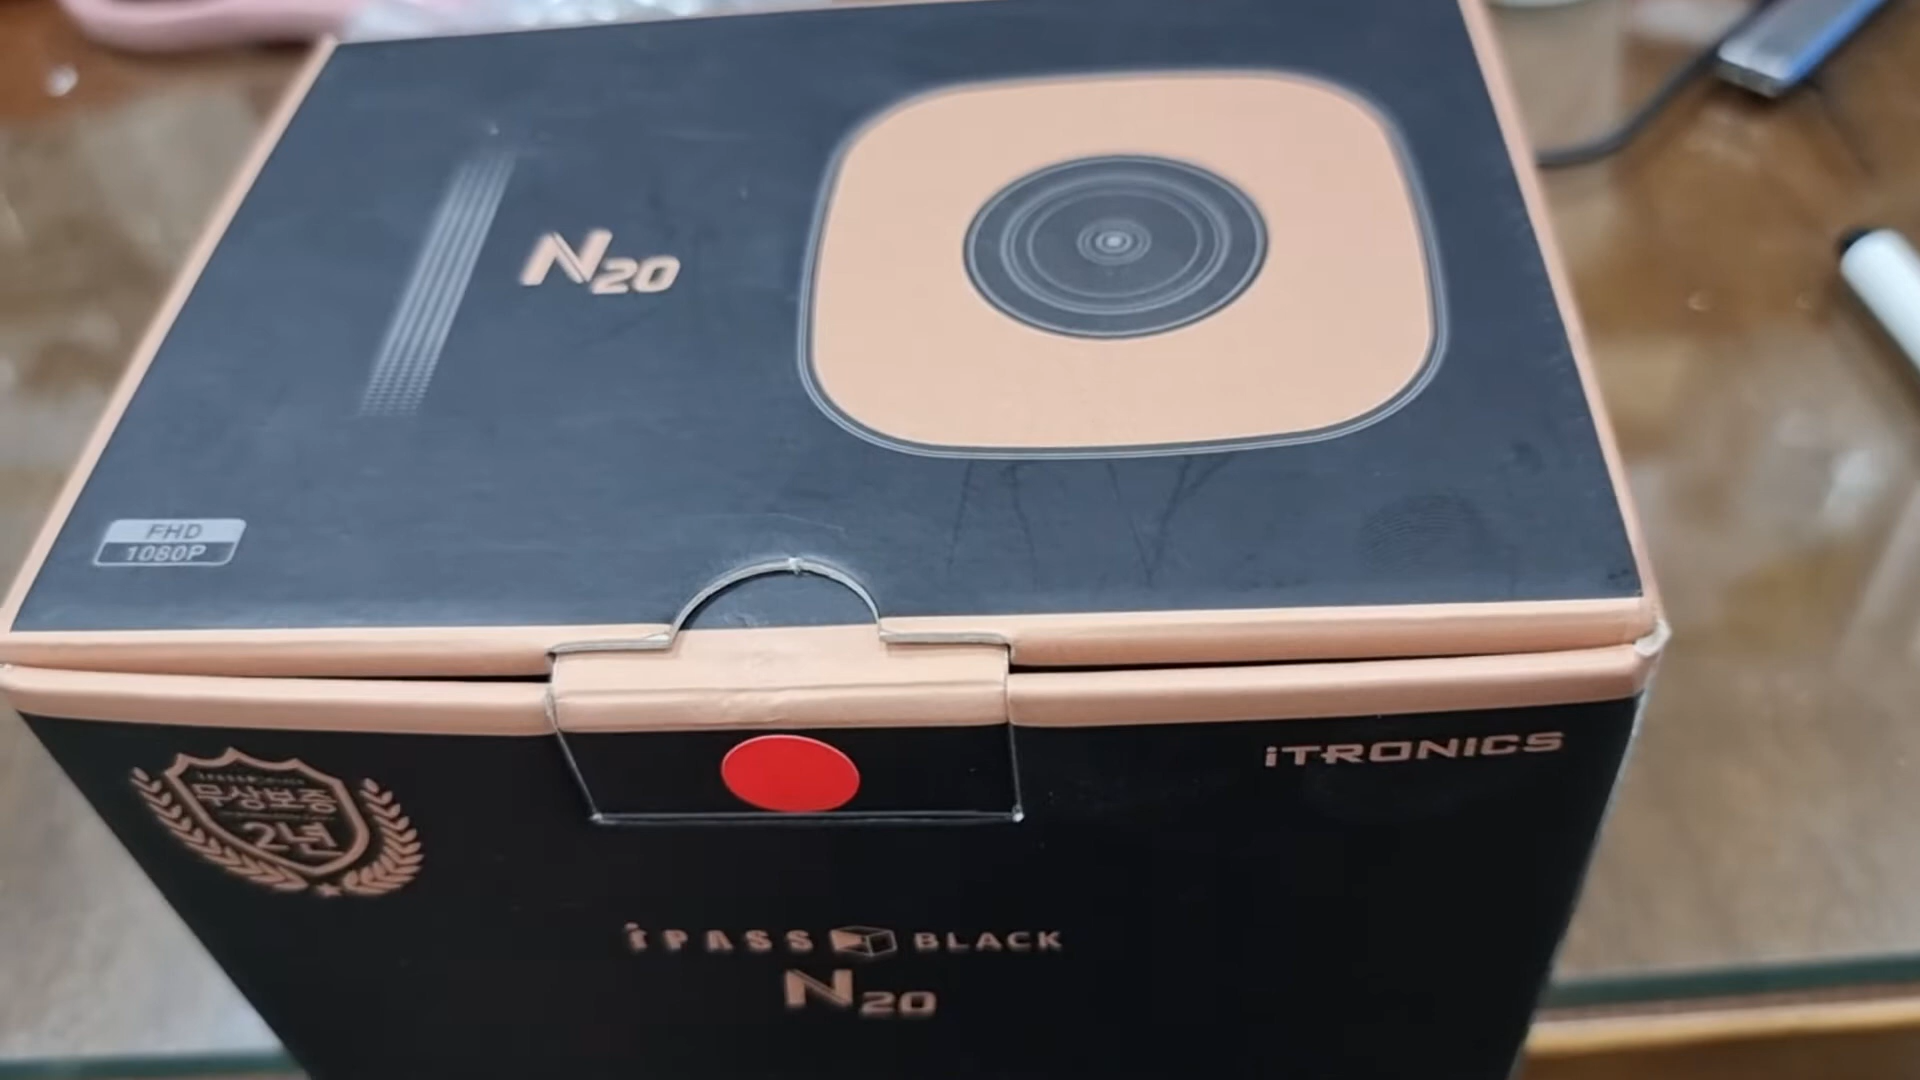 N20
FHD
1080P
iTRONICS
무상보증
2년
iPASS BLACK
N20